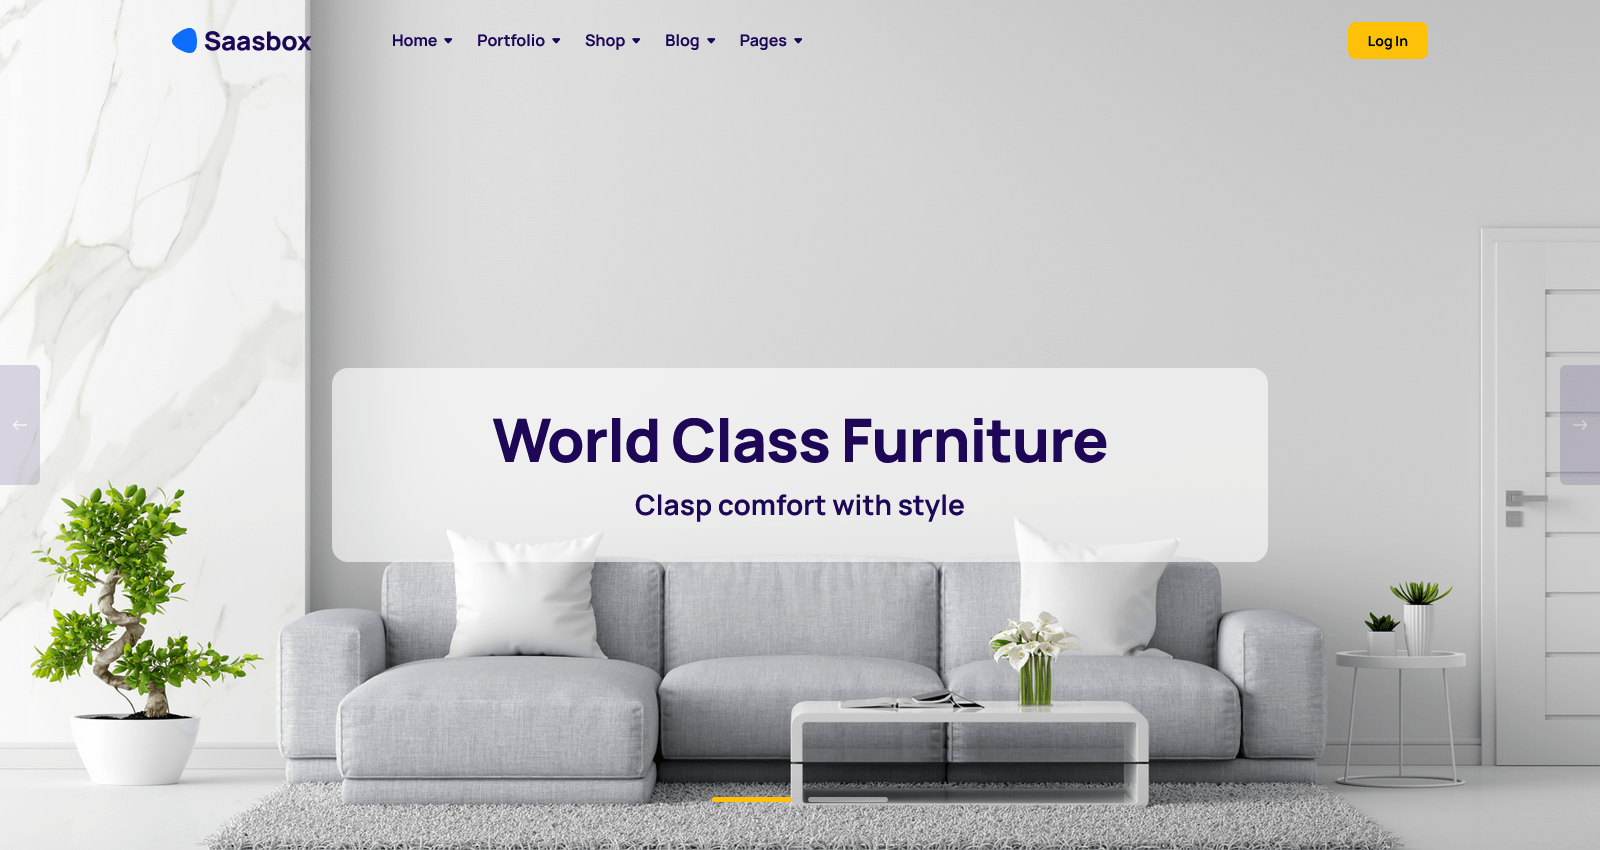 Saasbox
Home
Portfolio
Shop
Blog
Pages
Log In
World Class Furniture
Clasp comfort with style